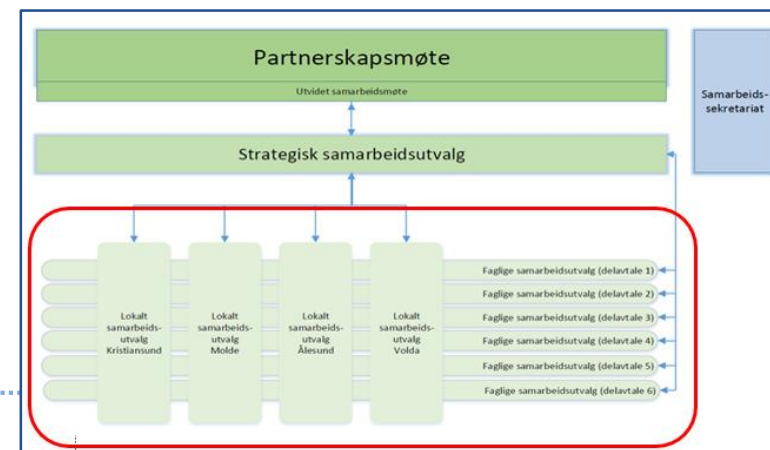 Partnerskapsmøte
Utvidet samarbeidsmøte
Samarbeids-
sekretariat
Strategisk samarbeidsutvalg
Lokalt
samarbeids-
utvalg
Kristiansund
Lokalt
samarbeids-
utvalg
Molde
Lokalt
samarbeids-
utvalg
Ålesund
Lokalt
samarbeids-
utvalg
Volda
Faglige samarbeidsutvalg (delavtale 1)
Faglige samarbeidsutvalg (delavtale 2)
Faglige samarbeidsutvalg (delavtale 3)
Faglige samarbeidsutvalg (delavtale 4)
Faglige samarbeidsutvalg (delavtale 5)
Faglige samarbeidsutvalg (delavtale 6)